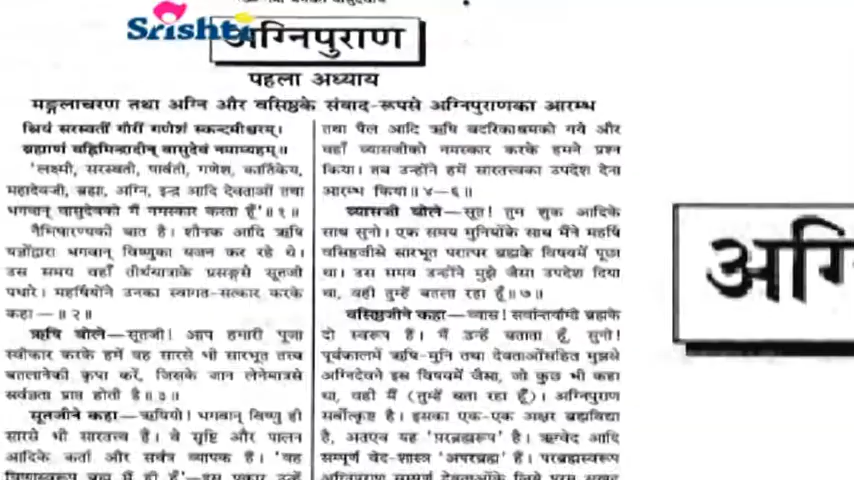 Srishti
अग्निपुराण
पहला अध्याय
मङ्गलाचरण तथा अग्नि और वसिष्ठके संवाद-रूपसे अग्निपुराणका आरम्भ
श्रियं सरस्वतीं गौरीं गणेशं स्कन्दमीश्वरम्।
ब्रह्माणं वह्निमिन्द्रादीन् वासुदेवं नमाम्यहम्॥
'लक्ष्मी, सरस्वती, पार्वती, गणेश, कार्तिकेय,
महादेवजी, ब्रह्मा, अग्नि, इन्द्र आदि देवताओं तथा
भगवान् वासुदेवको मैं नमस्कार करता हूँ'॥१॥
नैमिषारण्यकी बात है। शौनक आदि ऋषि
यज्ञोंद्वारा भगवान् विष्णुका यजन कर रहे थे।
उस समय वहाँ तीर्थयात्राके प्रसङ्गसे सूतजी
पधारे। महर्षियोंने उनका स्वागत-सत्कार करके
कहा—॥२॥
ऋषि बोले—सूतजी! आप हमारी पूजा
स्वीकार करके हमें वह सारसे भी सारभूत तत्त्व
बतलानेकी कृपा करें, जिसके जान लेनेमात्रसे
सर्वज्ञता प्राप्त होती है॥३॥
सूतजीने कहा—ऋषियो! भगवान् विष्णु ही
सारसे भी सारतत्त्व हैं। वे सृष्टि और पालन
आदिके कर्ता और सर्वत्र व्यापक हैं। 'वह
विष्णुस्वरूप ब्रह्म मैं ही हूँ'—इस प्रकार उन्हें
तथा पैल आदि ऋषि बदरिकाश्रमको गये और
वहाँ व्यासजीको नमस्कार करके हमने प्रश्न
किया। तब उन्होंने हमें सारतत्त्वका उपदेश देना
आरम्भ किया॥४—६॥
व्यासजी बोले—सूत! तुम शुक आदिके
साथ सुनो। एक समय मुनियोंके साथ मैंने महर्षि
वसिष्ठजीसे सारभूत परात्पर ब्रह्मके विषयमें पूछा
था। उस समय उन्होंने मुझे जैसा उपदेश दिया
था, वही तुम्हें बतला रहा हूँ॥७॥
वसिष्ठजीने कहा—व्यास! सर्वान्तर्यामी ब्रह्मके
दो स्वरूप हैं। मैं उन्हें बताता हूँ, सुनो!
पूर्वकालमें ऋषि-मुनि तथा देवताओंसहित मुझसे
अग्निदेवने इस विषयमें जैसा, जो कुछ भी कहा
था, वही मैं (तुम्हें बता रहा हूँ)। अग्निपुराण
सर्वोत्कृष्ट है। इसका एक-एक अक्षर ब्रह्मविद्या
है, अतएव यह 'परब्रह्मरूप' है। ऋग्वेद आदि
सम्पूर्ण वेद-शास्त्र 'अपरब्रह्म' हैं। परब्रह्मस्वरूप
अग्निपुराण सम्पूर्ण देवताओंके लिये परम सुखद